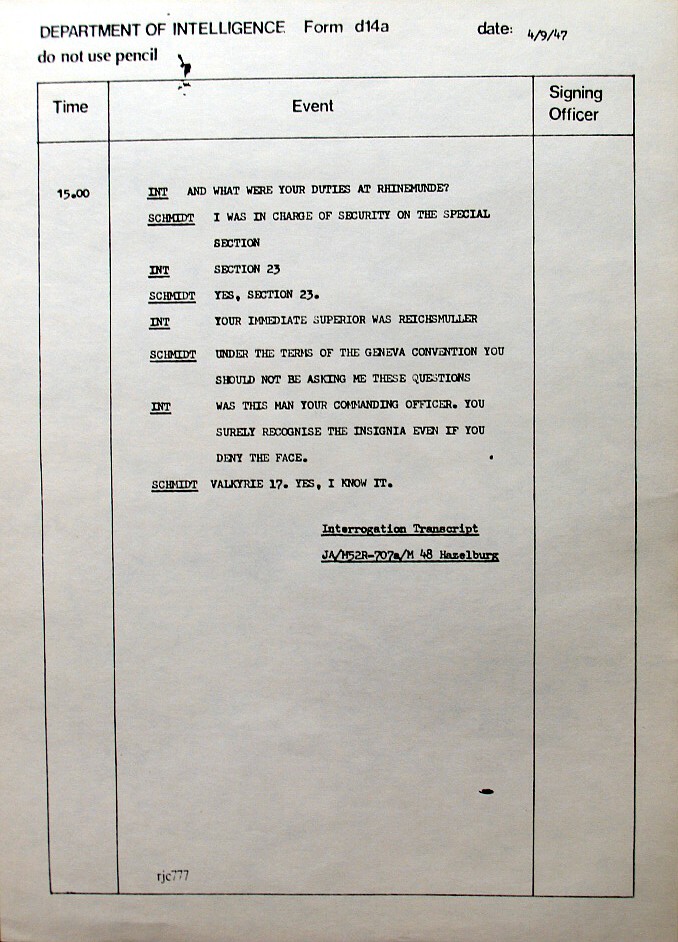 DEPARTMENT OF INTELLIGENCE Form d14a date: 4/9/47
do not use pencil
Time Event Signing Officer
15.00 INT AND WHAT WERE YOUR DUTIES AT RHINEMUNDE?
SCHMIDT I WAS IN CHARGE OF SECURITY ON THE SPECIAL
SECTION
INT SECTION 23
SCHMIDT YES, SECTION 23.
INT YOUR IMMEDIATE SUPERIOR WAS REICHSMULLER
SCHMIDT UNDER THE TERMS OF THE GENEVA CONVENTION YOU
SHOULD NOT BE ASKING ME THESE QUESTIONS
INT WAS THIS MAN YOUR COMMANDING OFFICER. YOU
SURELY RECOGNISE THE INSIGNIA EVEN IF YOU
DENY THE FACE.
SCHMIDT VALKYRIE 17. YES, I KNOW IT.
Interrogation Transcript
JA/M52R-707a/M 48 Hazelburg
rjc777